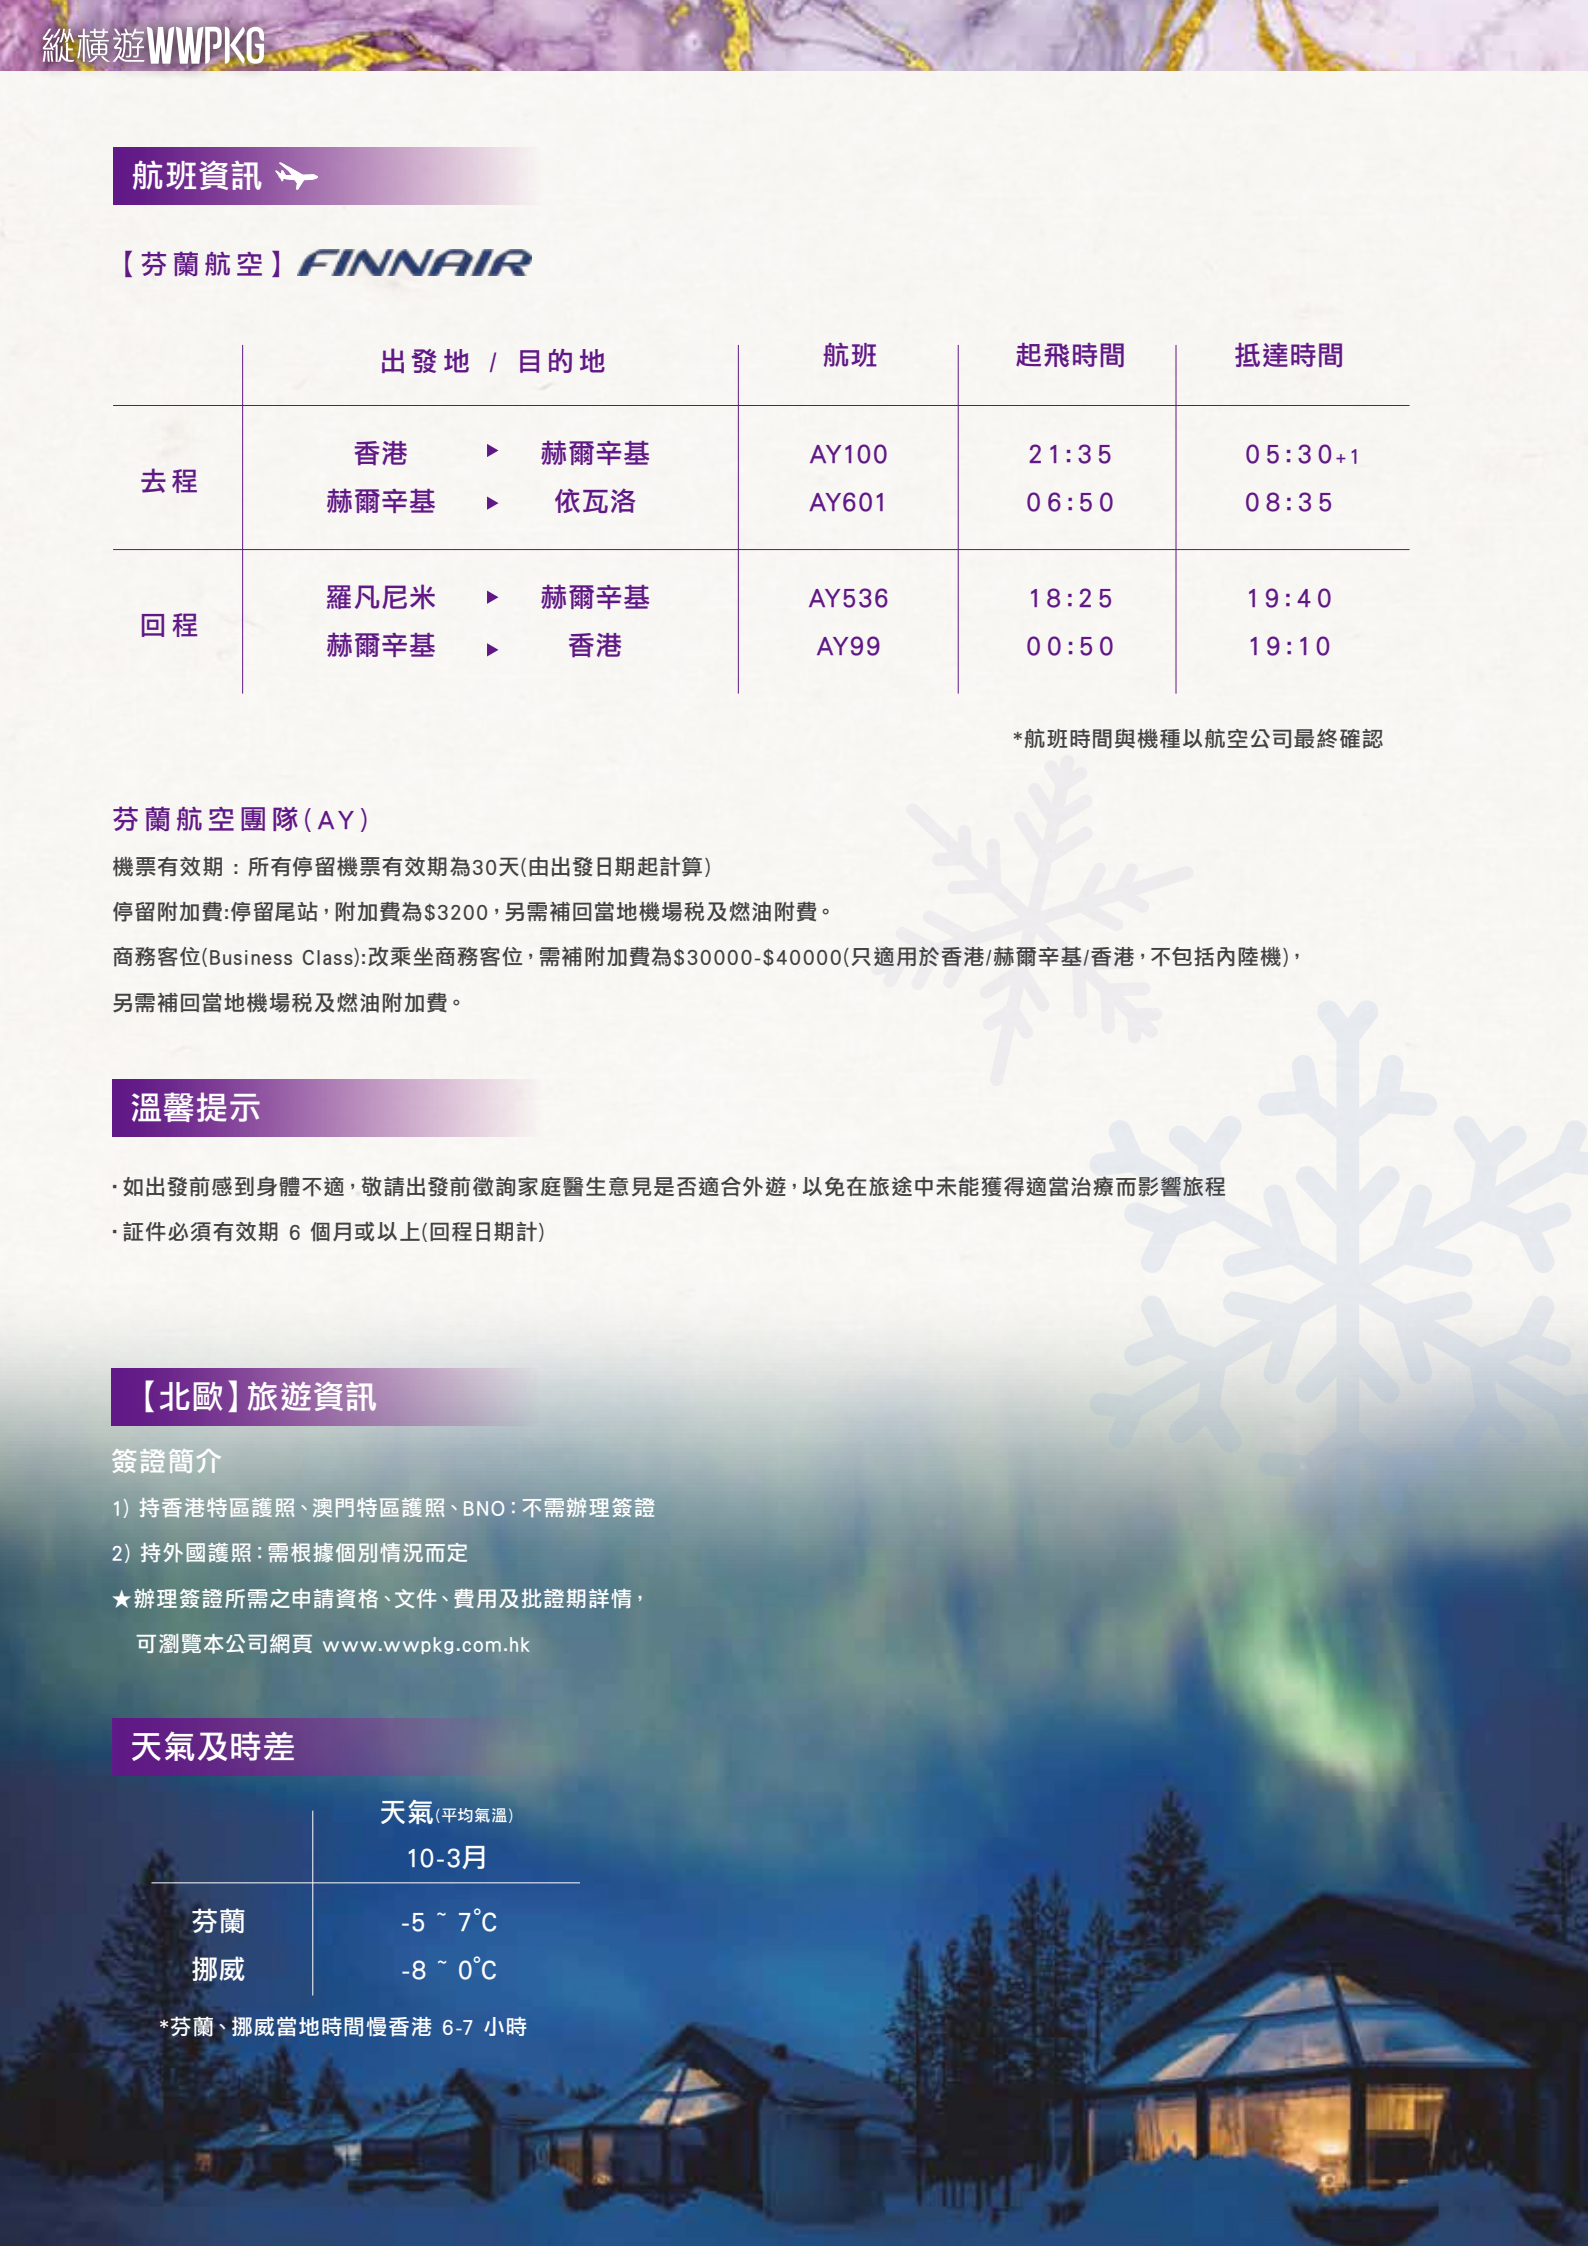 縱橫遊WWPKG
航班資訊
【芬蘭航空】FINNAIR
出發地 / 目的地 航班 起飛時間 抵達時間
去程
香港 ▶ 赫爾辛基 AY100 21:35 05:30+1
赫爾辛基 ▶ 依瓦洛 AY601 06:50 08:35
回程
羅凡尼米 ▶ 赫爾辛基 AY536 18:25 19:40
赫爾辛基 ▶ 香港 AY99 00:50 19:10
*航班時間與機種以航空公司最終確認
芬蘭航空團隊(AY)
機票有效期：所有停留機票有效期為30天(由出發日期起計算)
停留附加費:停留尾站，附加費為$3200，另需補回當地機場税及燃油附費。
商務客位(Business Class):改乘坐商務客位，需補附加費為$30000-$40000(只適用於香港/赫爾辛基/香港，不包括內陸機)，
另需補回當地機場税及燃油附加費。
溫馨提示
·如出發前感到身體不適，敬請出發前徵詢家庭醫生意見是否適合外遊，以免在旅途中未能獲得適當治療而影響旅程
·証件必須有效期 6 個月或以上(回程日期計)
【北歐】旅遊資訊
簽證簡介
1) 持香港特區護照、澳門特區護照、BNO：不需辦理簽證
2) 持外國護照：需根據個別情況而定
★辦理簽證所需之申請資格、文件、費用及批證期詳情，
可瀏覽本公司網頁 www.wwpkg.com.hk
天氣及時差
天氣(平均氣溫)
10-3月
芬蘭 -5 ~ 7°C
挪威 -8 ~ 0°C
*芬蘭、挪威當地時間慢香港 6-7 小時